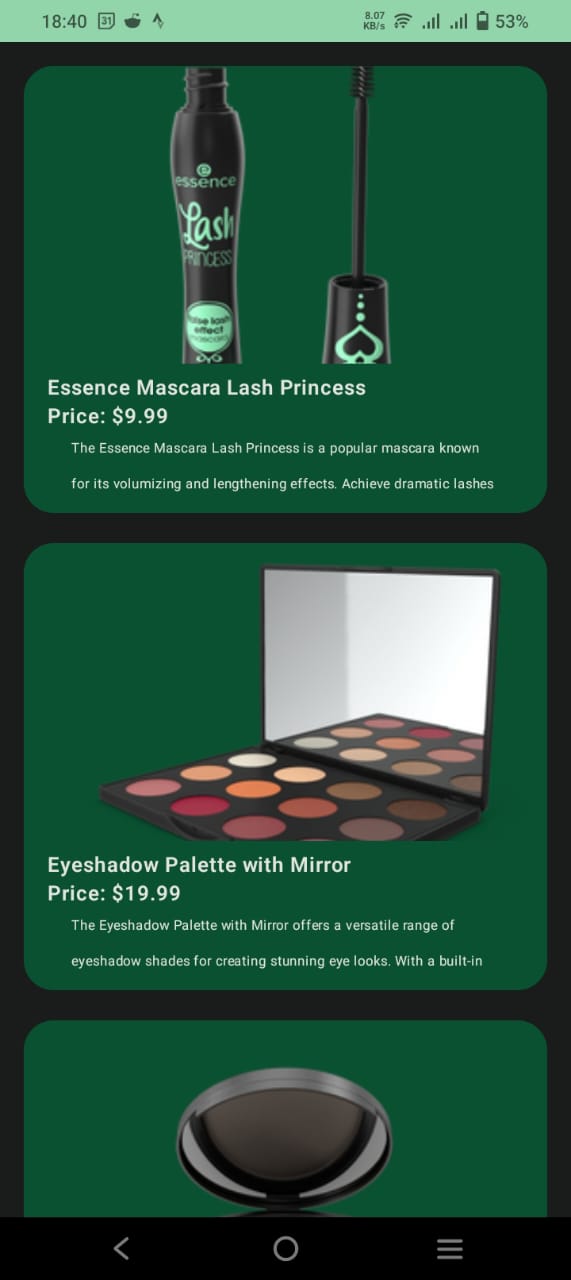 18:40 31 8.07 KB/s 53%
essence
Lash
PRINCESS
false lash
effect
mascara
Essence Mascara Lash Princess
Price: $9.99
The Essence Mascara Lash Princess is a popular mascara known
for its volumizing and lengthening effects. Achieve dramatic lashes
Eyeshadow Palette with Mirror
Price: $19.99
The Eyeshadow Palette with Mirror offers a versatile range of
eyeshadow shades for creating stunning eye looks. With a built-in